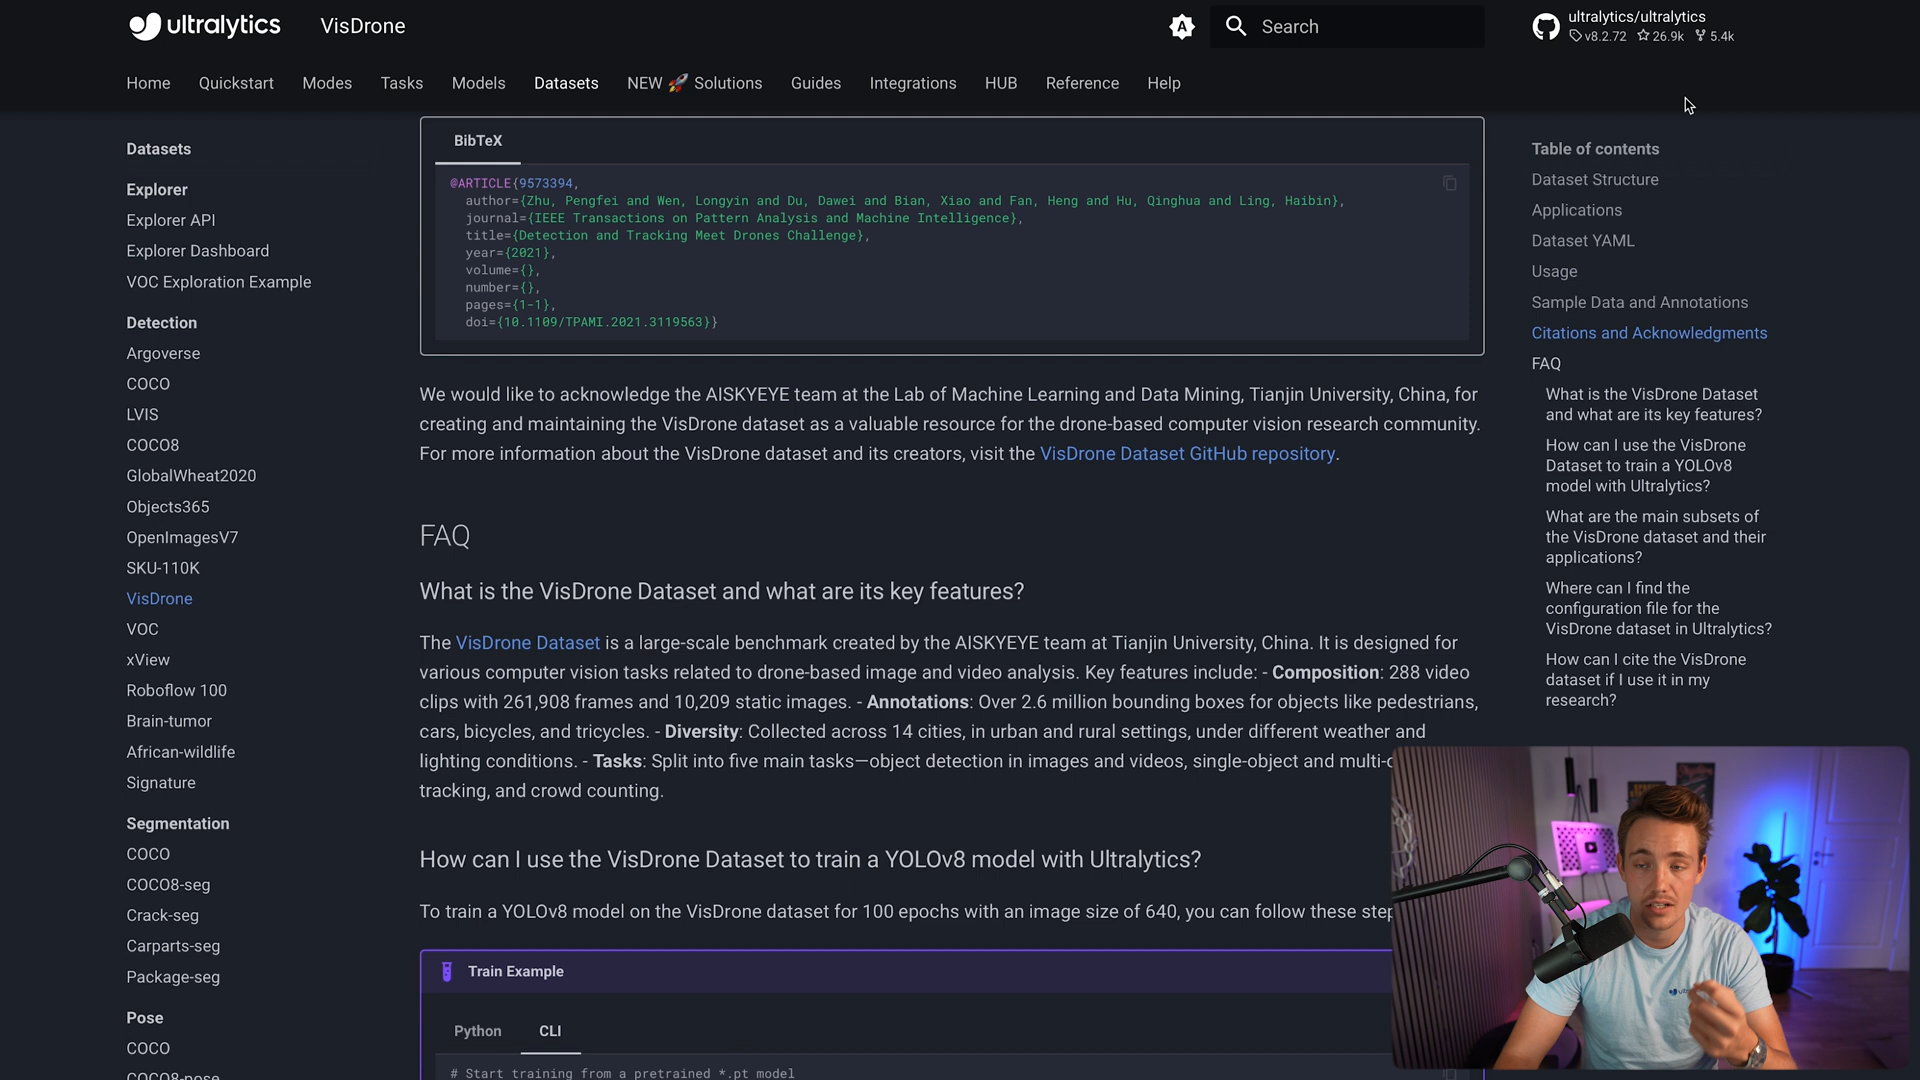 ultralytics
VisDrone
A
Search
ultralytics/ultralytics
v8.2.72 26.9k 5.4k
Home Quickstart Modes Tasks Models Datasets NEW 🚀 Solutions Guides Integrations HUB Reference Help
Datasets
Explorer
Explorer API
Explorer Dashboard
VOC Exploration Example
Detection
Argoverse
COCO
LVIS
COCO8
GlobalWheat2020
Objects365
OpenImagesV7
SKU-110K
VisDrone
VOC
xView
Roboflow 100
Brain-tumor
African-wildlife
Signature
Segmentation
COCO
COCO8-seg
Crack-seg
Carparts-seg
Package-seg
Pose
COCO
COCO8-pose
BibTeX
@ARTICLE{9573394,
author={Zhu, Pengfei and Wen, Longyin and Du, Dawei and Bian, Xiao and Fan, Heng and Hu, Qinghua and Ling, Haibin},
journal={IEEE Transactions on Pattern Analysis and Machine Intelligence},
title={Detection and Tracking Meet Drones Challenge},
year={2021},
volume={},
number={},
pages={1-1},
doi={10.1109/TPAMI.2021.3119563}}
We would like to acknowledge the AISKYEYE team at the Lab of Machine Learning and Data Mining, Tianjin University, China, for
creating and maintaining the VisDrone dataset as a valuable resource for the drone-based computer vision research community.
For more information about the VisDrone dataset and its creators, visit the VisDrone Dataset GitHub repository.
FAQ
What is the VisDrone Dataset and what are its key features?
The VisDrone Dataset is a large-scale benchmark created by the AISKYEYE team at Tianjin University, China. It is designed for
various computer vision tasks related to drone-based image and video analysis. Key features include: - Composition: 288 video
clips with 261,908 frames and 10,209 static images. - Annotations: Over 2.6 million bounding boxes for objects like pedestrians,
cars, bicycles, and tricycles. - Diversity: Collected across 14 cities, in urban and rural settings, under different weather and
lighting conditions. - Tasks: Split into five main tasks—object detection in images and videos, single-object and multi-
tracking, and crowd counting.
How can I use the VisDrone Dataset to train a YOLOv8 model with Ultralytics?
To train a YOLOv8 model on the VisDrone dataset for 100 epochs with an image size of 640, you can follow these step
Train Example
Python CLI
# Start training from a pretrained *.pt model
Table of contents
Dataset Structure
Applications
Dataset YAML
Usage
Sample Data and Annotations
Citations and Acknowledgments
FAQ
What is the VisDrone Dataset
and what are its key features?
How can I use the VisDrone
Dataset to train a YOLOv8
model with Ultralytics?
What are the main subsets of
the VisDrone dataset and their
applications?
Where can I find the
configuration file for the
VisDrone dataset in Ultralytics?
How can I cite the VisDrone
dataset if I use it in my
research?